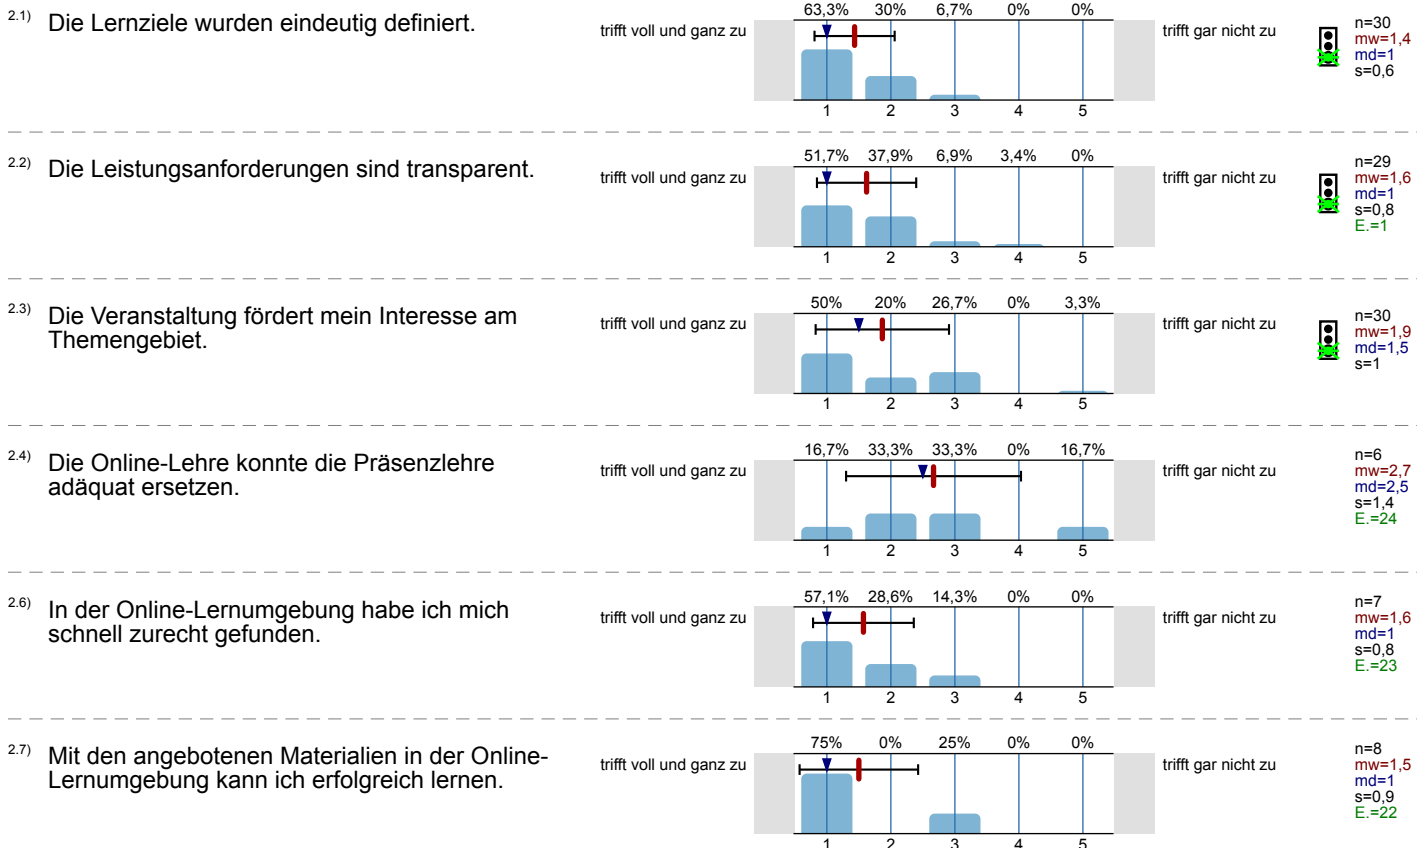 2.1) Die Lernziele wurden eindeutig definiert.
trifft voll und ganz zu
63,3% 30% 6,7% 0% 0%
1 2 3 4 5
trifft gar nicht zu
n=30
mw=1,4
md=1
s=0,6
2.2) Die Leistungsanforderungen sind transparent.
trifft voll und ganz zu
51,7% 37,9% 6,9% 3,4% 0%
1 2 3 4 5
trifft gar nicht zu
n=29
mw=1,6
md=1
s=0,8
E.=1
2.3) Die Veranstaltung fördert mein Interesse am
Themengebiet.
trifft voll und ganz zu
50% 20% 26,7% 0% 3,3%
1 2 3 4 5
trifft gar nicht zu
n=30
mw=1,9
md=1,5
s=1
2.4) Die Online-Lehre konnte die Präsenzlehre
adäquat ersetzen.
trifft voll und ganz zu
16,7% 33,3% 33,3% 0% 16,7%
1 2 3 4 5
trifft gar nicht zu
n=6
mw=2,7
md=2,5
s=1,4
E.=24
2.6) In der Online-Lernumgebung habe ich mich
schnell zurecht gefunden.
trifft voll und ganz zu
57,1% 28,6% 14,3% 0% 0%
1 2 3 4 5
trifft gar nicht zu
n=7
mw=1,6
md=1
s=0,8
E.=23
2.7) Mit den angebotenen Materialien in der Online-
Lernumgebung kann ich erfolgreich lernen.
trifft voll und ganz zu
75% 0% 25% 0% 0%
1 2 3 4 5
trifft gar nicht zu
n=8
mw=1,5
md=1
s=0,9
E.=22